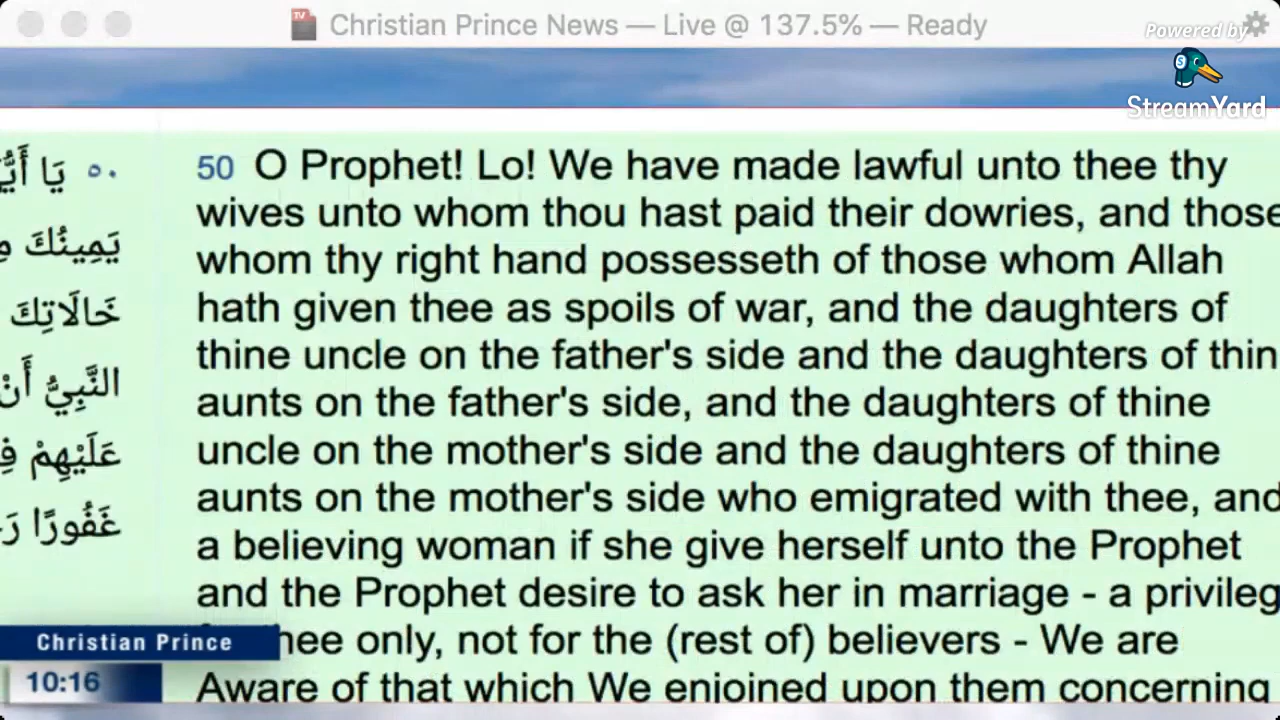 Christian Prince News — Live @ 137.5% — Ready
Powered by
StreamYard
50 O Prophet! Lo! We have made lawful unto thee thy
wives unto whom thou hast paid their dowries, and those
whom thy right hand possesseth of those whom Allah
hath given thee as spoils of war, and the daughters of
thine uncle on the father's side and the daughters of thin
aunts on the father's side, and the daughters of thine
uncle on the mother's side and the daughters of thine
aunts on the mother's side who emigrated with thee, and
a believing woman if she give herself unto the Prophet
and the Prophet desire to ask her in marriage - a privileg
hee only, not for the (rest of) believers - We are
Aware of that which We enjoined upon them concerning
٥٠ يَا
يَمِينُكَ
خَالَاتِكَ
النَّبِيُّ أَنْ
عَلَيْهِمْ
غَفُورًا
Christian Prince
10:16